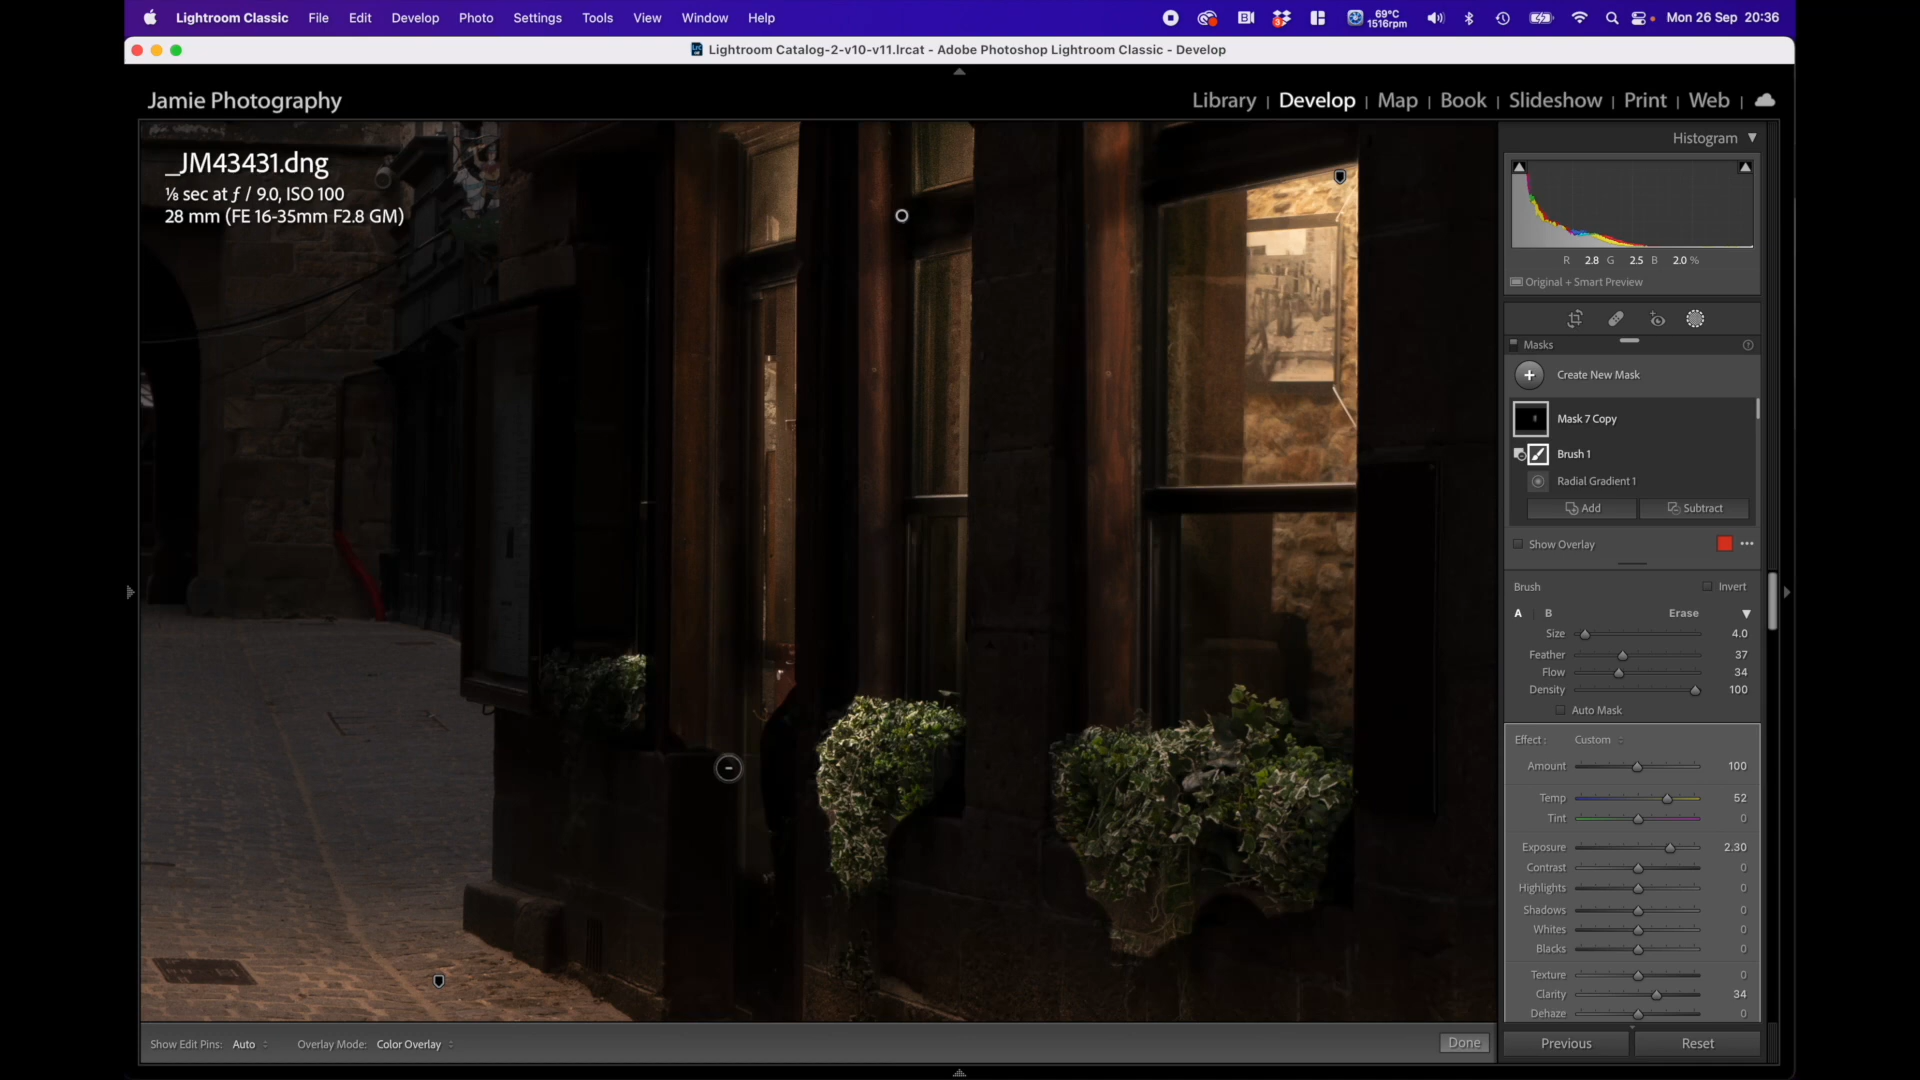 Lightroom Classic File Edit Develop Photo Settings Tools View Window Help
3 69°C 1516rpm Mon 26 Sep 20:36
Lightroom Catalog-2-v10-v11.lrcat - Adobe Photoshop Lightroom Classic - Develop
Jamie Photography
Library | Develop | Map | Book | Slideshow | Print | Web |
_JM43431.dng
⅛ sec at ƒ / 9.0, ISO 100
28 mm (FE 16-35mm F2.8 GM)
Histogram
R 2.8 G 2.5 B 2.0 %
Original + Smart Preview
Masks
Create New Mask
Mask 7 Copy
Brush 1
Radial Gradient 1
Add Subtract
Show Overlay
Brush Invert
A B Erase
Size 4.0
Feather 37
Flow 34
Density 100
Auto Mask
Effect : Custom
Amount 100
Temp 52
Tint 0
Exposure 2.30
Contrast 0
Highlights 0
Shadows 0
Whites 0
Blacks 0
Texture 0
Clarity 34
Dehaze 0
Show Edit Pins: Auto Overlay Mode: Color Overlay Done
Previous Reset